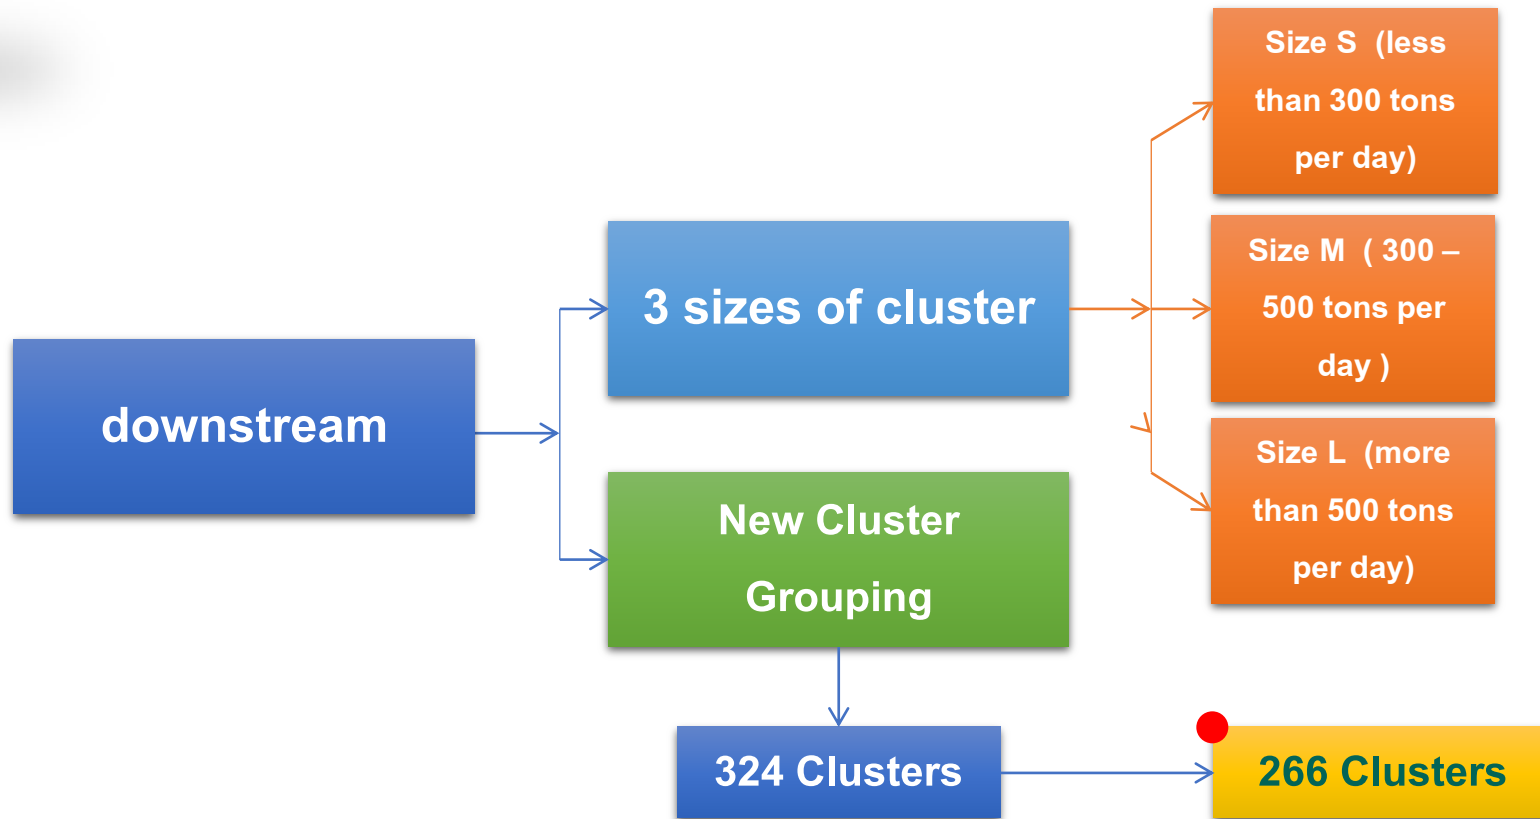 downstream
3 sizes of cluster
Size S (less
than 300 tons
per day)
Size M ( 300 –
500 tons per
day )
Size L (more
than 500 tons
per day)
New Cluster
Grouping
324 Clusters
266 Clusters